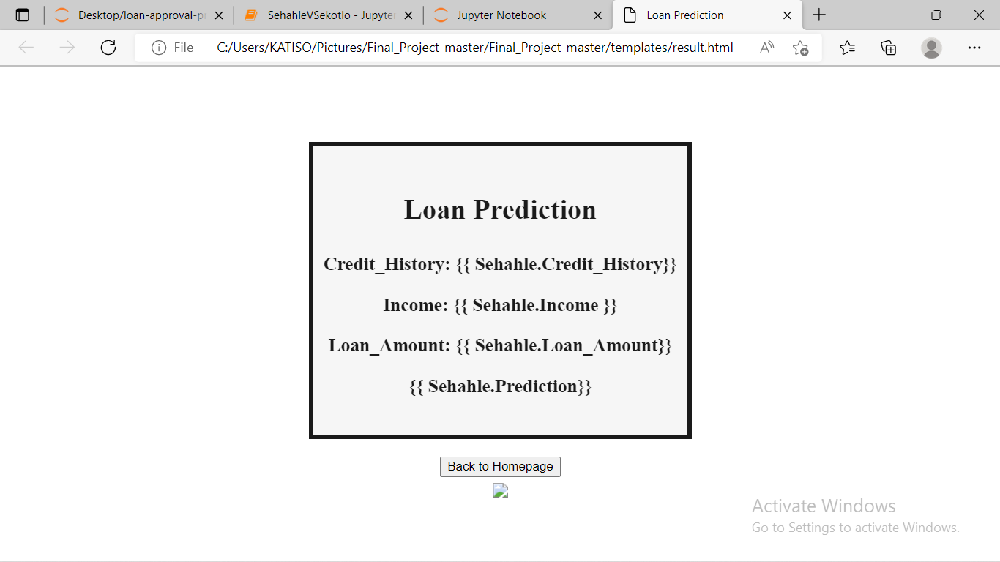 Desktop/loan-approval-p
SehahleVSekotlo - Jupyte
Jupyter Notebook
Loan Prediction
File
C:/Users/KATISO/Pictures/Final_Project-master/Final_Project-master/templates/result.html
Loan Prediction
Credit_History: {{ Sehahle.Credit_History}}
Income: {{ Sehahle.Income }}
Loan_Amount: {{ Sehahle.Loan_Amount}}
{{ Sehahle.Prediction}}
Back to Homepage
Activate Windows
Go to Settings to activate Windows.